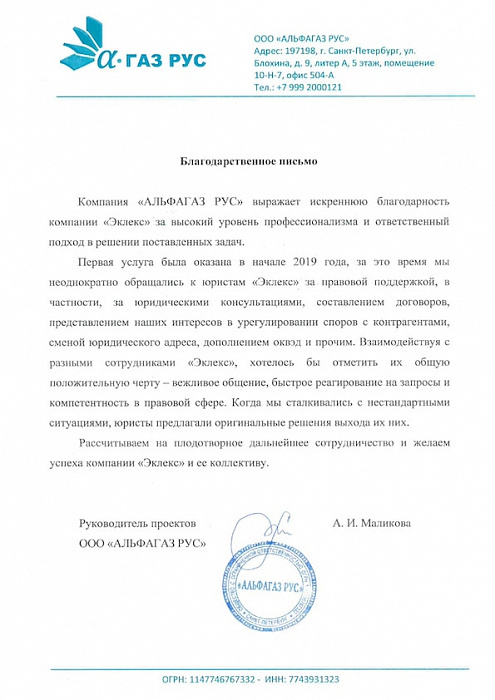 α-ГАЗ РУС
ООО «АЛЬФАГАЗ РУС»
Адрес: 197198, г. Санкт-Петербург, ул.
Блохина, д. 9, литер А, 5 этаж, помещение
10-Н-7, офис 504-А
Тел.: +7 999 2000121
Благодарственное письмо
Компания «АЛЬФАГАЗ РУС» выражает искреннюю благодарность
компании «Эклекс» за высокий уровень профессионализма и ответственный
подход в решении поставленных задач.
Первая услуга была оказана в начале 2019 года, за это время мы
неоднократно обращались к юристам «Эклекс» за правовой поддержкой, в
частности, за юридическими консультациями, составлением договоров,
представлением наших интересов в урегулировании споров с контрагентами,
сменой юридического адреса, дополнением оквэд и прочим. Взаимодействуя с
разными сотрудниками «Эклекс», хотелось бы отметить их общую
положительную черту – вежливое общение, быстрое реагирование на запросы и
компетентность в правовой сфере. Когда мы сталкивались с нестандартными
ситуациями, юристы предлагали оригинальные решения выхода их них.
Рассчитываем на плодотворное дальнейшее сотрудничество и желаем
успеха компании «Эклекс» и ее коллективу.
Руководитель проектов
А. И. Маликова
ООО «АЛЬФАГАЗ РУС»
«АЛЬФАГАЗ РУС»
ОГРН: 1147746767332 - ИНН: 7743931323